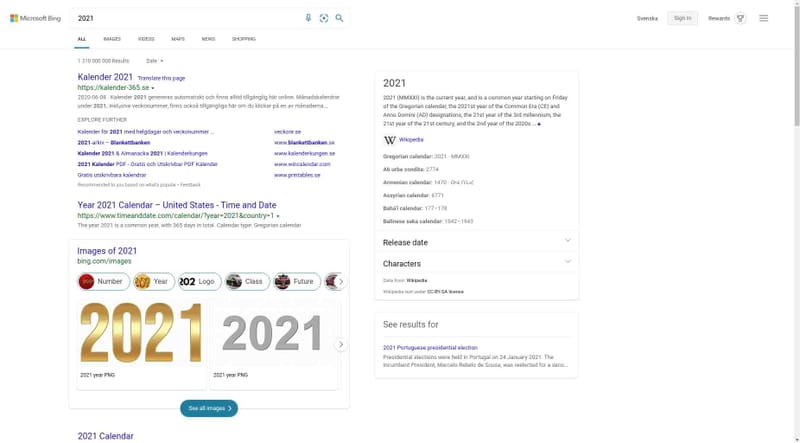 Microsoft Bing
2021
Svenska
Sign in
Rewards
ALL IMAGES VIDEOS MAPS NEWS SHOPPING
1 310 000 000 Results Date
Kalender 2021 Translate this page
https://kalender-365.se
2020-06-08 · Kalender 2021 genereras automatiskt och finns alltid tillgänglig här online. Månadskalendrar
under 2021, inklusive veckonummer, finns också tillgängliga här om du klickar på en av månaderna...
EXPLORE FURTHER
Kalender för 2021 med helgdagar och veckonummer ... veckonr.se
2021 arkiv – Blankettbanken www.blankettbanken.se
Kalender 2021 & Almanacka 2021 | Kalenderkungen www.kalenderkungen.se
2021 Kalender PDF - Gratis och Utskrivbar PDF Kalender www.wincalendar.com
Gratis utskrivbara kalendrar www.printables.se
Recommended to you based on what's popular • Feedback
Year 2021 Calendar – United States - Time and Date
https://www.timeanddate.com/calendar/?year=2021&country=1
The year 2021 is a common year, with 365 days in total. Calendar type: Gregorian calendar
Images of 2021
bing.com/images
Number
Year
202 Logo
Class
Future
2021
2021
2021 year PNG
2021 year PNG
See all images
2021 Calendar
2021
2021 (MMXXI) is the current year, and is a common year starting on Friday
of the Gregorian calendar, the 2021st year of the Common Era (CE) and
Anno Domini (AD) designations, the 21st year of the 3rd millennium, the
21st year of the 21st century, and the 2nd year of the 2020s ...
W Wikipedia
Gregorian calendar: 2021 · MMXXI
Ab urbe condita: 2774
Armenian calendar: 1470 ·
Assyrian calendar: 6771
Bahá'í calendar: 177–178
Balinese saka calendar: 1942–1943
Release date
Characters
Data from: Wikipedia
Wikipedia text under CC-BY-SA license
See results for
2021 Portuguese presidential election
Presidential elections were held in Portugal on 24 January 2021. The
incumbent President, Marcelo Rebelo de Sousa, was reelected for a seco...